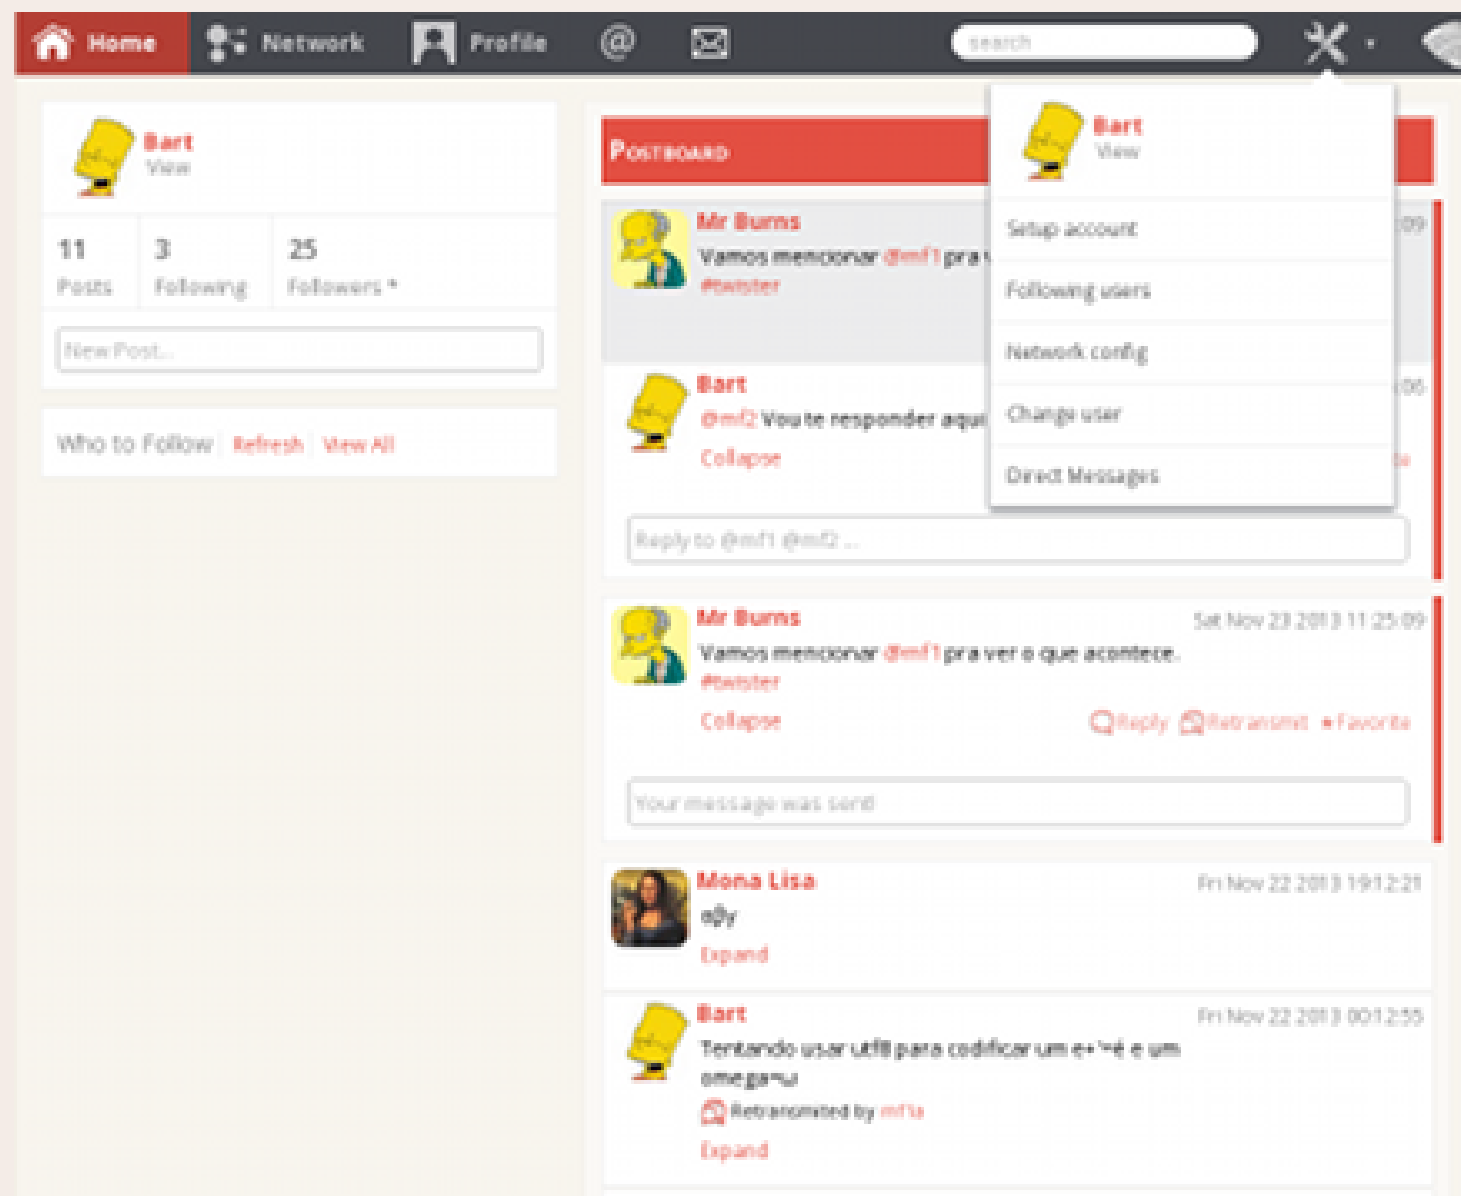 Home Network Profile @ search
Bart
View
11 3 25
Posts Following Followers *
New Post...
Who to Follow Refresh View All
POSTBOARD
Mr Burns :09
Vamos mencionar @mf1 pra v
#twister
Bart :06
@mf2 Vou te responder aqui
Collapse
Reply to @mf1 @mf2 ...
Bart
View
Setup account
Following users
Network config
Change user
Direct Messages
Mr Burns Sat Nov 23 2013 11:25:09
Vamos mencionar @mf1 pra ver o que acontece.
#twister
Collapse Reply Retransmit Favorite
Your message was sent!
Mona Lisa Fri Nov 22 2013 19:12:21
αβγ
Expand
Bart Fri Nov 22 2013 00:12:55
Tentando usar utf8 para codificar um e+'=é e um
omega=ω
Retransmited by mf1a
Expand